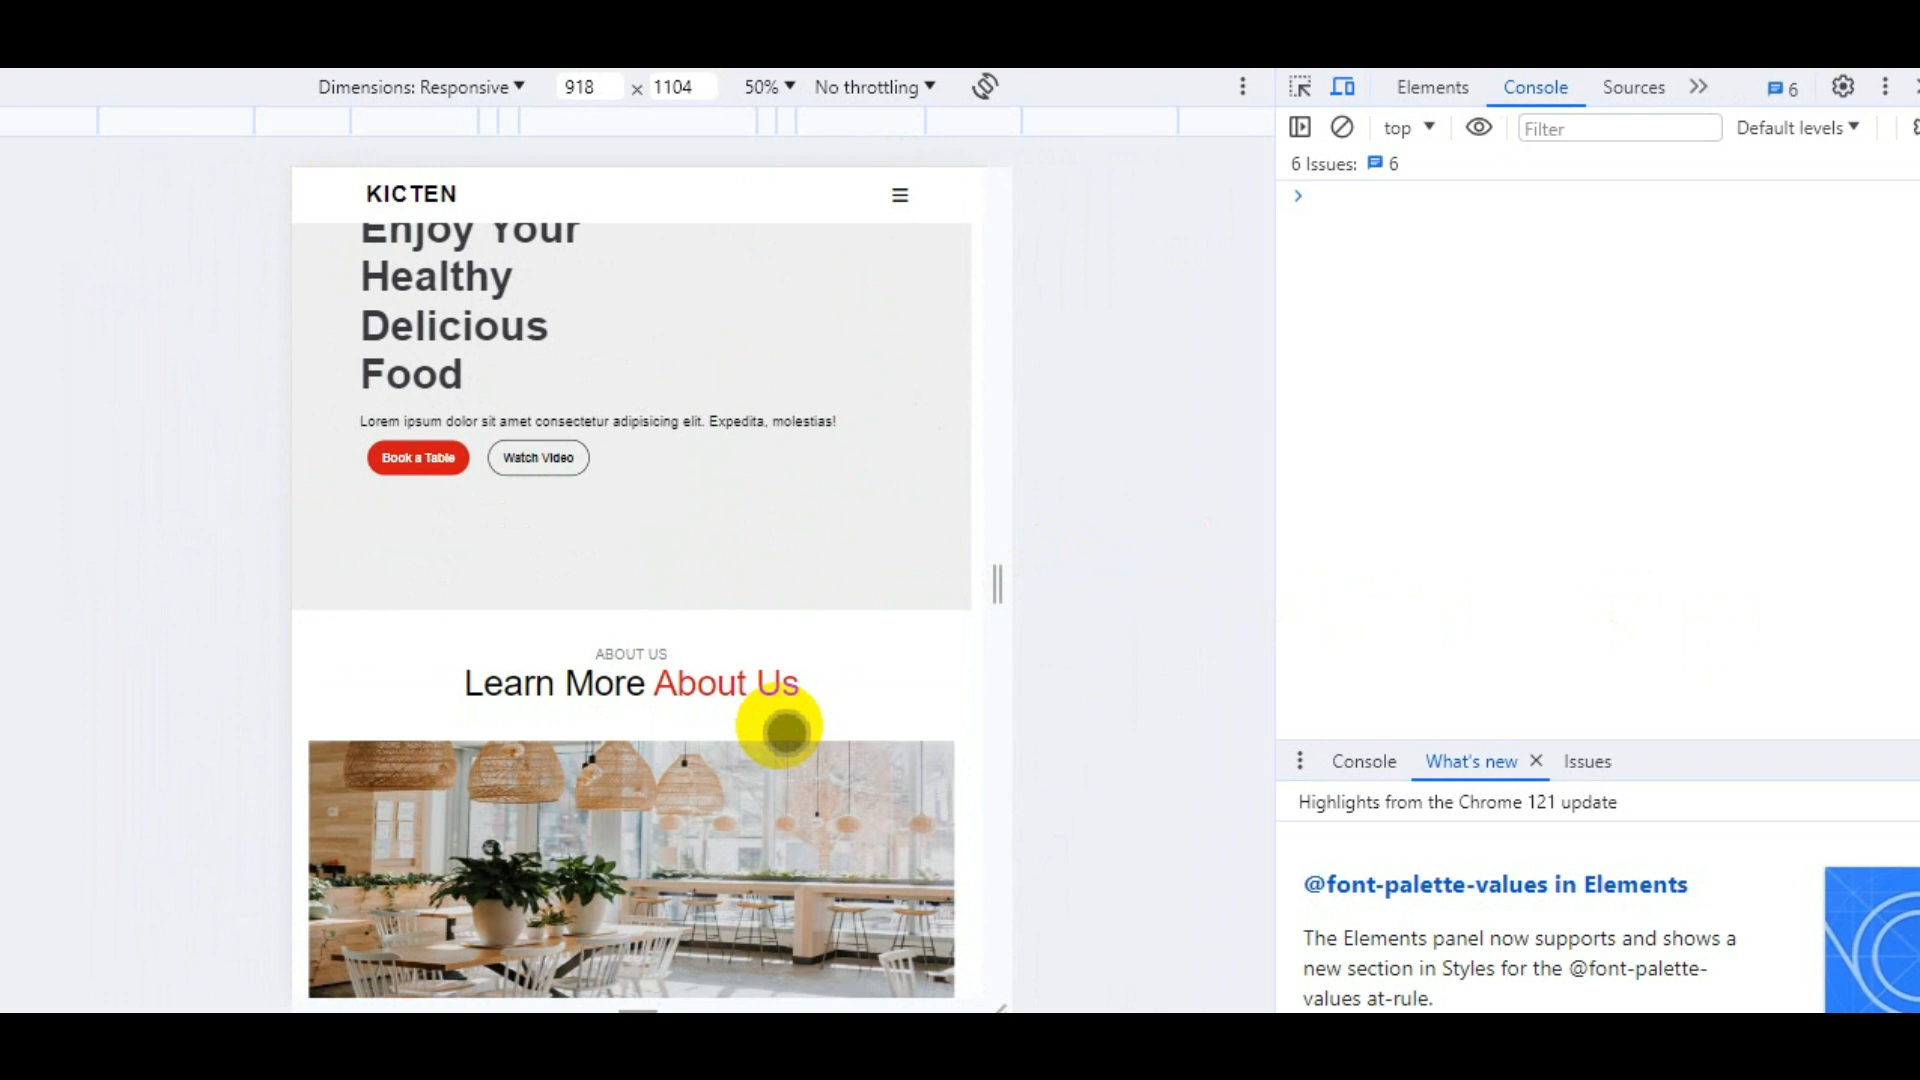 Dimensions: Responsive 918 × 1104 50% No throttling
Elements Console Sources 6
top Filter Default levels
6 Issues: 6
KICTEN
Enjoy Your
Healthy
Delicious
Food
Lorem ipsum dolor sit amet consectetur adipisicing elit. Expedita, molestias!
Book a Table Watch Video
ABOUT US
Learn More About Us
Console What's new Issues
Highlights from the Chrome 121 update
@font-palette-values in Elements
The Elements panel now supports and shows a
new section in Styles for the @font-palette-
values at-rule.